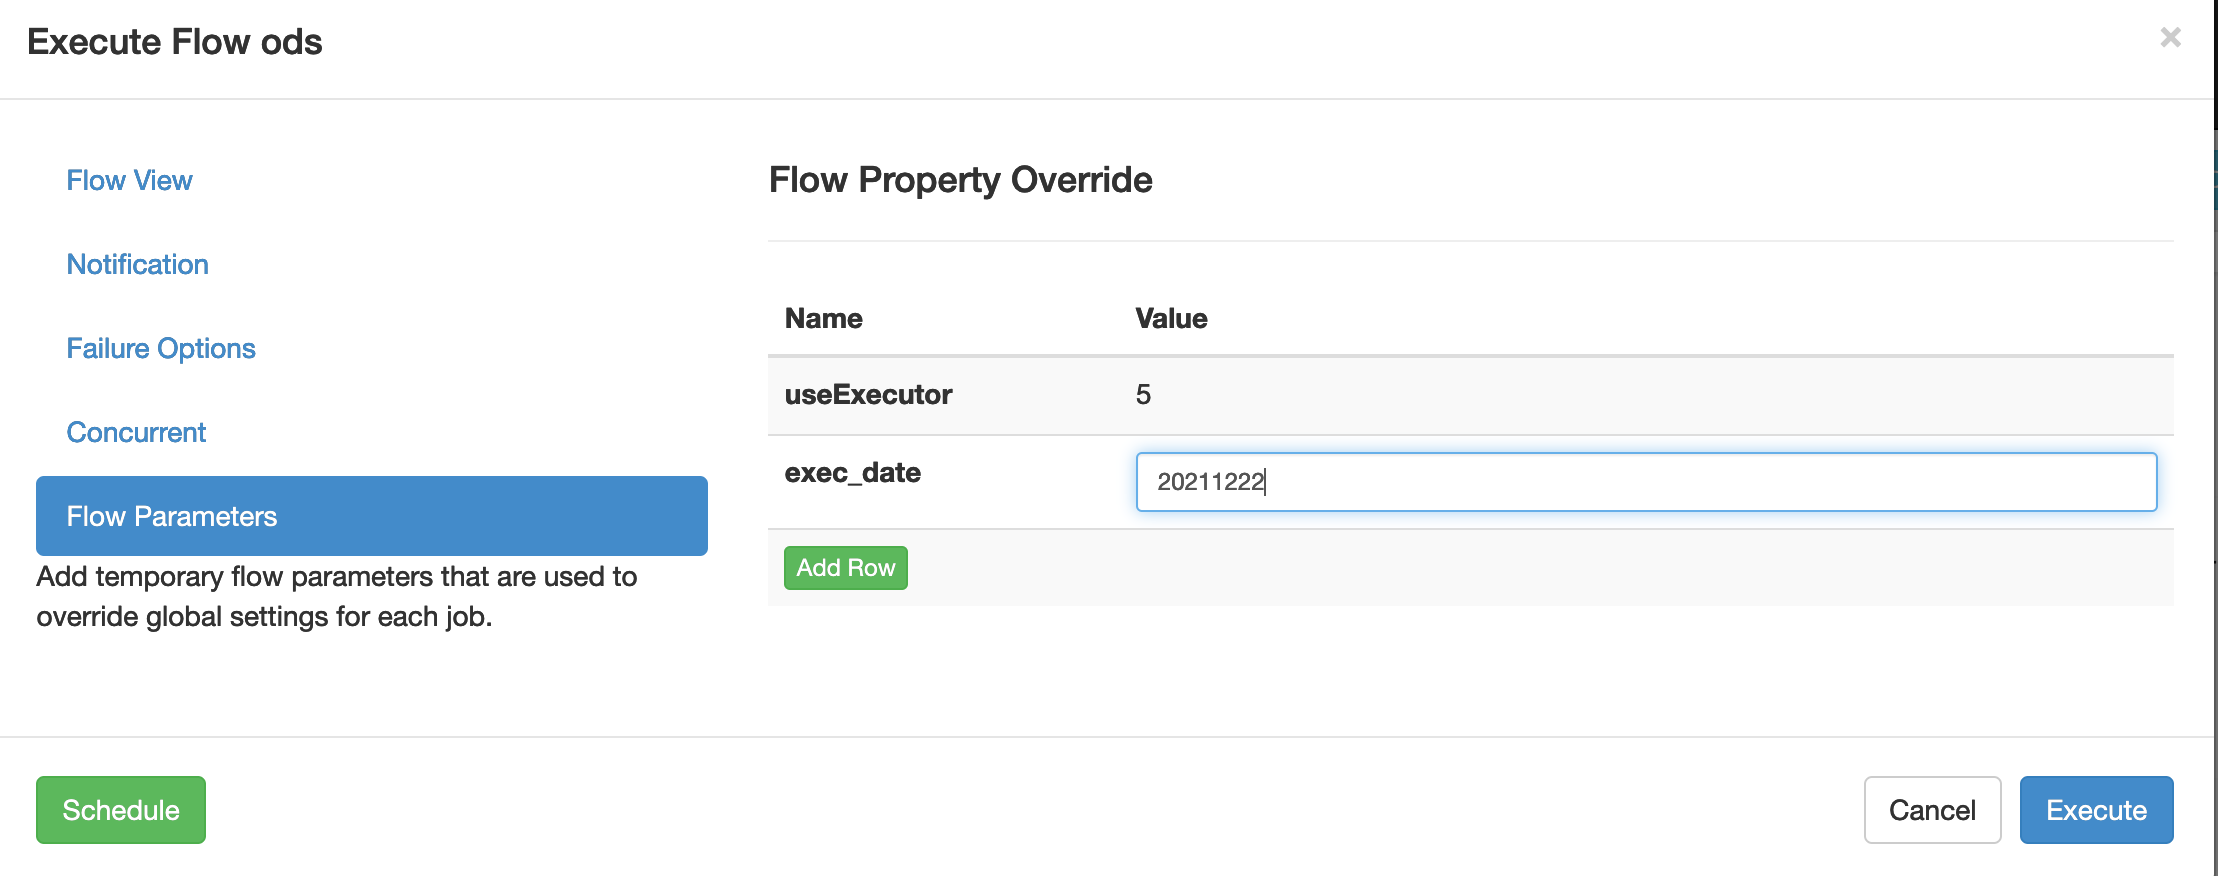 Execute Flow ods
×
Flow View
Notification
Failure Options
Concurrent
Flow Parameters
Add temporary flow parameters that are used to
override global settings for each job.
Flow Property Override
Name Value
useExecutor 5
exec_date 20211222
Add Row
Schedule
Cancel
Execute